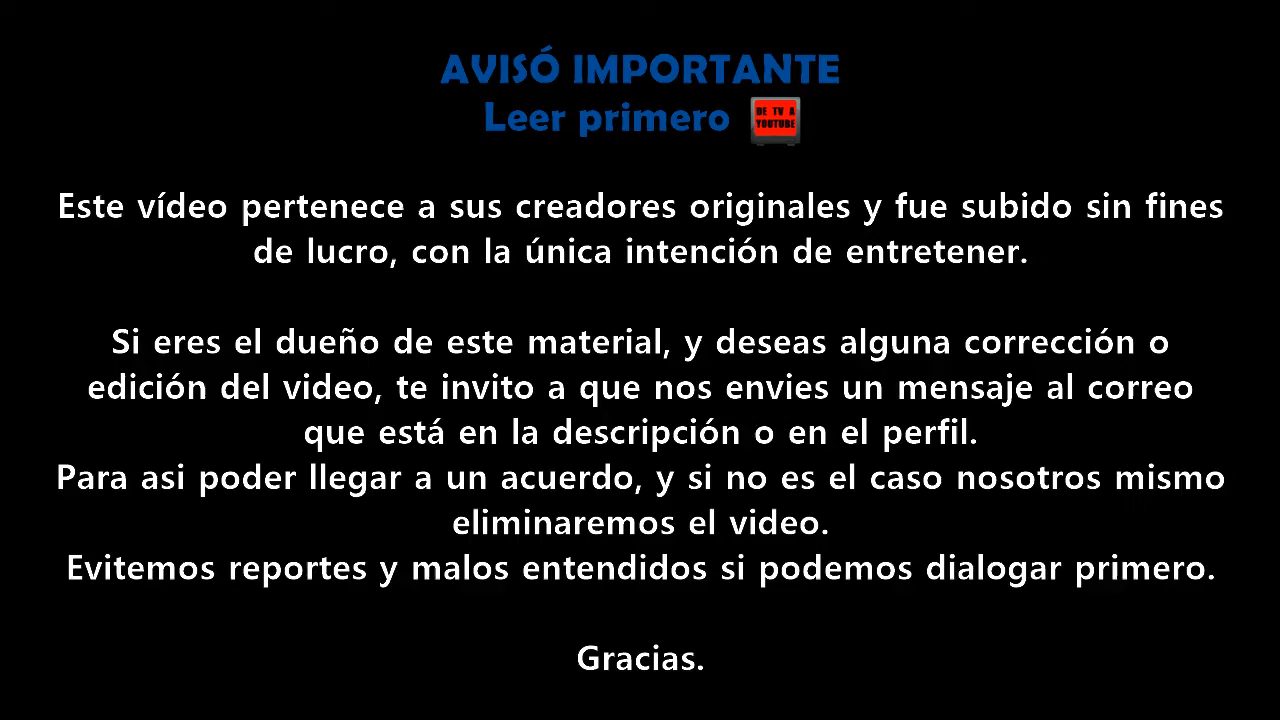 AVISÓ IMPORTANTE
Leer primero
DE TV A
YOUTUBE
Este vídeo pertenece a sus creadores originales y fue subido sin fines
de lucro, con la única intención de entretener.
Si eres el dueño de este material, y deseas alguna corrección o
edición del video, te invito a que nos envies un mensaje al correo
que está en la descripción o en el perfil.
Para asi poder llegar a un acuerdo, y si no es el caso nosotros mismo
eliminaremos el video.
Evitemos reportes y malos entendidos si podemos dialogar primero.
Gracias.